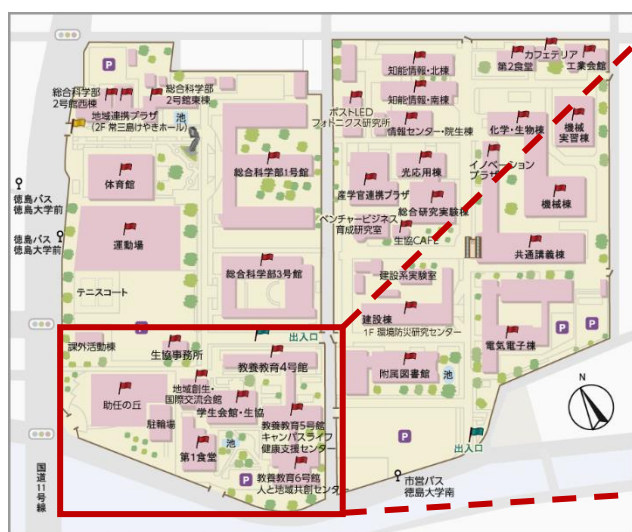 P
総合科学部
2号館西棟
総合科学部
2号館東棟
地域連携プラザ
(2F 常三島けやきホール)
池
体育館
総合科学部1号館
徳島バス
徳島大学前
徳島バス
徳島大学前
運動場
テニスコート
総合科学部3号館
P
出入口
課外活動棟
生協事務所
教養教育4号館
地域創生・
国際交流会館
助任の丘
学生会館・生協
駐輪場
教養教育5号館
キャンパスライフ
健康支援センター
池
第1食堂
教養教育6号館
人と地域共創センター
P
国道11号線
知能情報・北棟
第2食堂
カフェテリア
工業会館
知能情報・南棟
ポストLED
フォトニクス研究所
情報センター・院生棟
化学・生物棟
機械
実習棟
光応用棟
イノベーション
プラザ
産学官連携プラザ
総合研究実験棟
機械棟
ベンチャービジネス
育成研究室
生協CAFE
共通講義棟
建設系実験室
建設棟
1F 環境防災研究センター
電気電子棟
P
P
附属図書館
池
出入口
P
市営バス
徳島大学南
N